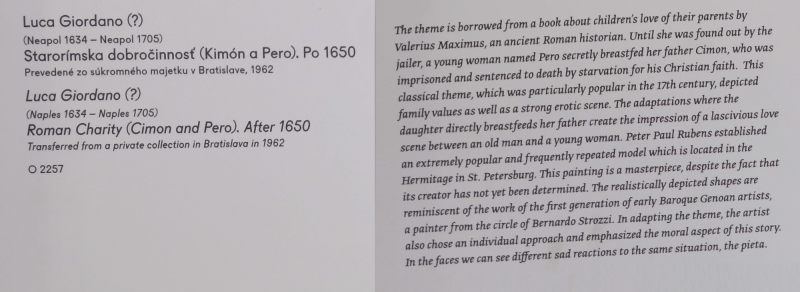 Luca Giordano (?)
(Neapol 1634 – Neapol 1705)
Starorímska dobročinnosť (Kimón a Pero). Po 1650
Prevedené zo súkromného majetku v Bratislave, 1962
Luca Giordano (?)
(Naples 1634 – Naples 1705)
Roman Charity (Cimon and Pero). After 1650
Transferred from a private collection in Bratislava in 1962
O 2257
The theme is borrowed from a book about children's love of their parents by
Valerius Maximus, an ancient Roman historian. Until she was found out by the
jailer, a young woman named Pero secretly breastfed her father Cimon, who was
imprisoned and sentenced to death by starvation for his Christian faith. This
classical theme, which was particularly popular in the 17th century, depicted
family values as well as a strong erotic scene. The adaptations where the
daughter directly breastfeeds her father create the impression of a lascivious love
scene between an old man and a young woman. Peter Paul Rubens established
an extremely popular and frequently repeated model which is located in the
Hermitage in St. Petersburg. This painting is a masterpiece, despite the fact that
its creator has not yet been determined. The realistically depicted shapes are
reminiscent of the work of the first generation of early Baroque Genoan artists,
a painter from the circle of Bernardo Strozzi. In adapting the theme, the artist
also chose an individual approach and emphasized the moral aspect of this story.
In the faces we can see different sad reactions to the same situation, the pieta.